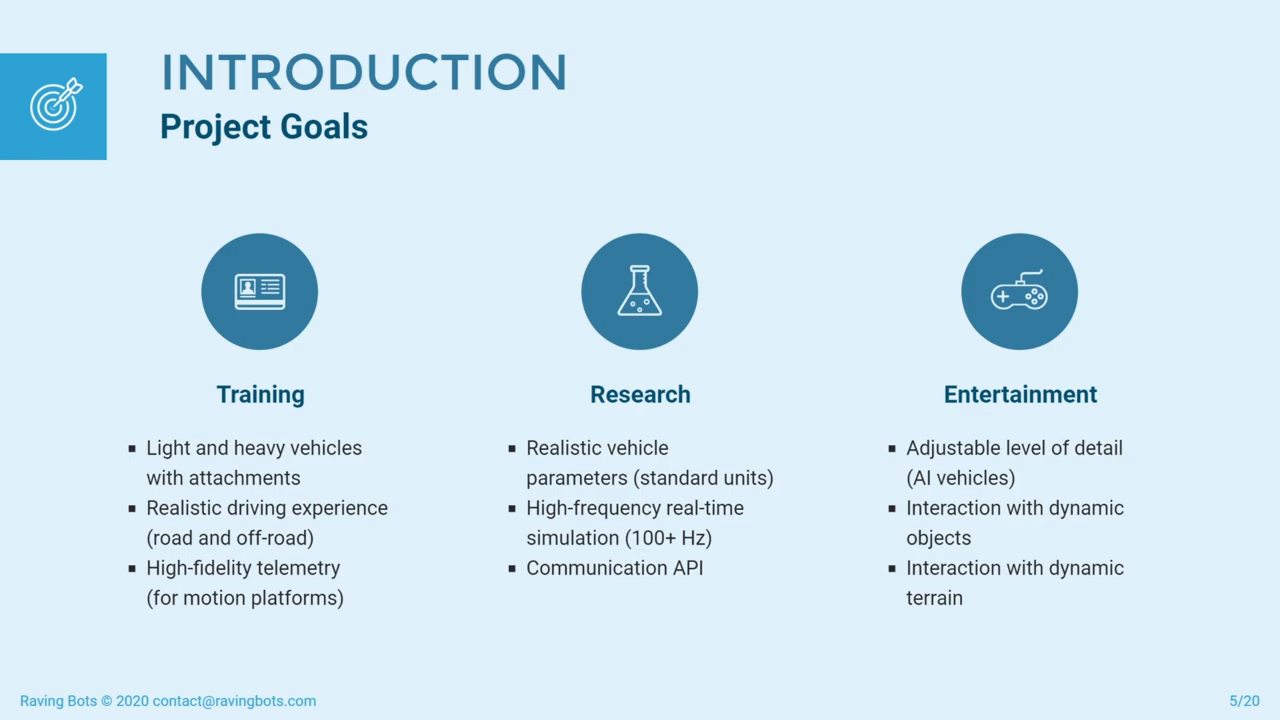 INTRODUCTION
Project Goals
Training
▪ Light and heavy vehicles
with attachments
▪ Realistic driving experience
(road and off-road)
▪ High-fidelity telemetry
(for motion platforms)
Research
▪ Realistic vehicle
parameters (standard units)
▪ High-frequency real-time
simulation (100+ Hz)
▪ Communication API
Entertainment
▪ Adjustable level of detail
(AI vehicles)
▪ Interaction with dynamic
objects
▪ Interaction with dynamic
terrain
Raving Bots © 2020 contact@ravingbots.com
5/20